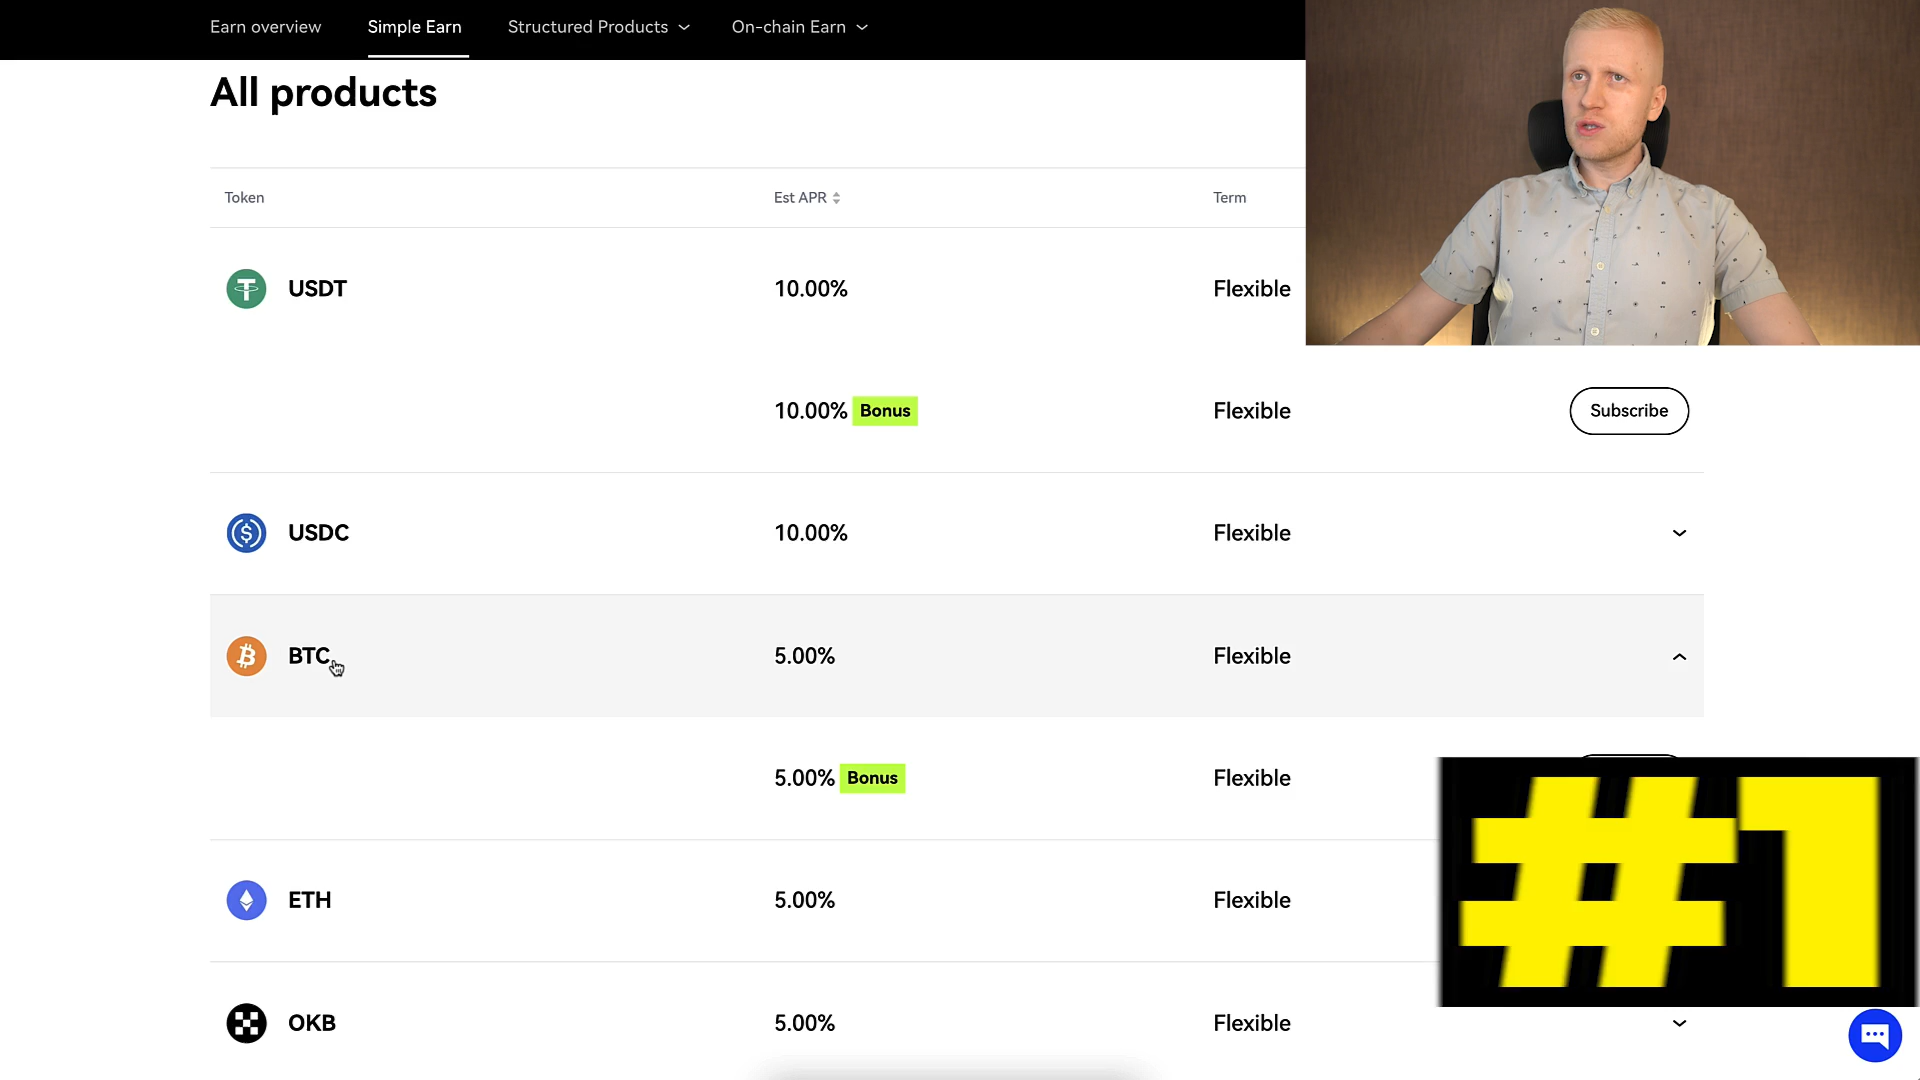 Earn overview Simple Earn Structured Products On-chain Earn
All products
Token Est APR Term
USDT 10.00% Flexible
10.00% Bonus Flexible Subscribe
USDC 10.00% Flexible
BTC 5.00% Flexible
5.00% Bonus Flexible
ETH 5.00% Flexible
OKB 5.00% Flexible
#1